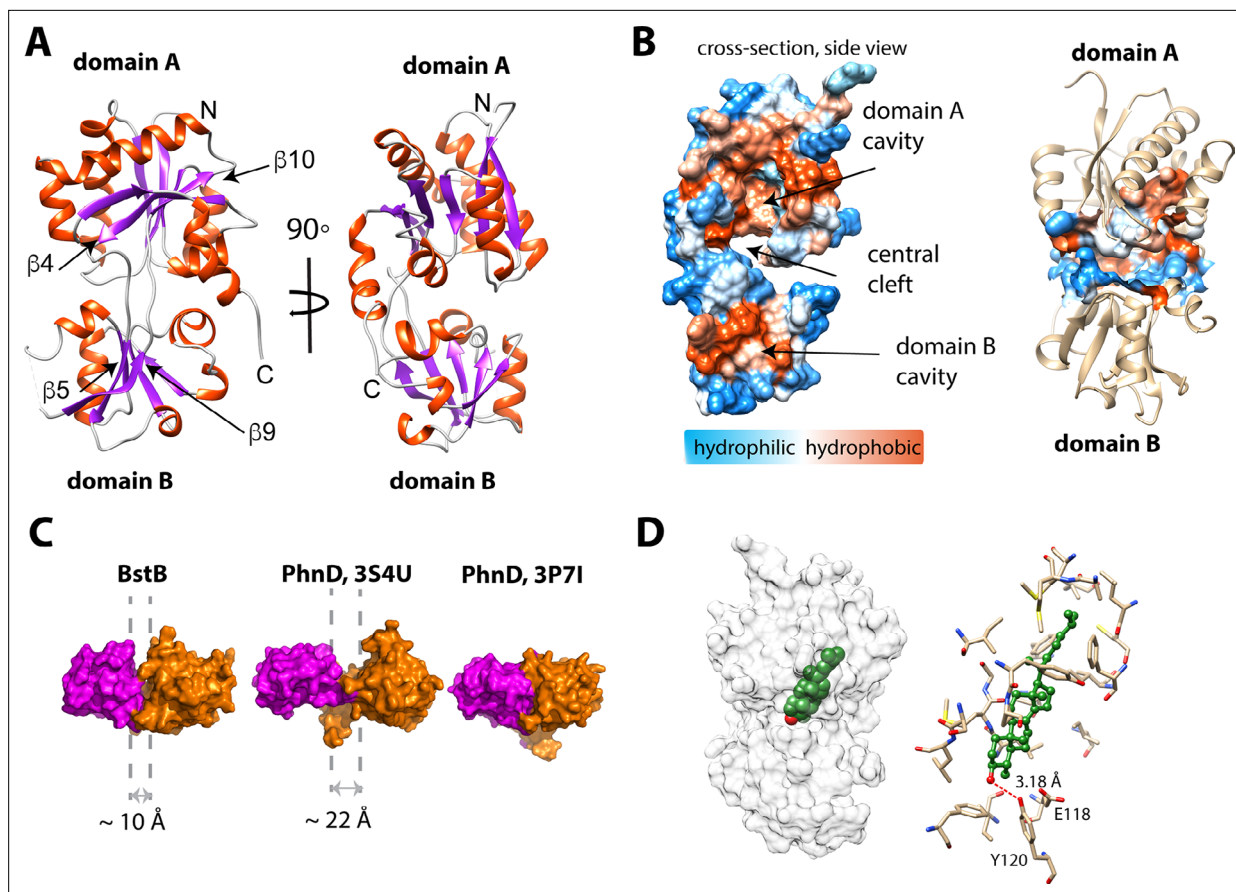 A
domain A
domain A
N
N
β10
90°
β4
β5
C
C
β9
domain B
domain B
B
cross-section, side view
domain A
domain A
cavity
central
cleft
domain B
cavity
hydrophilic
hydrophobic
domain B
C
BstB
PhnD, 3S4U
PhnD, 3P7I
~ 10 Å
~ 22 Å
D
3.18 Å
E118
Y120